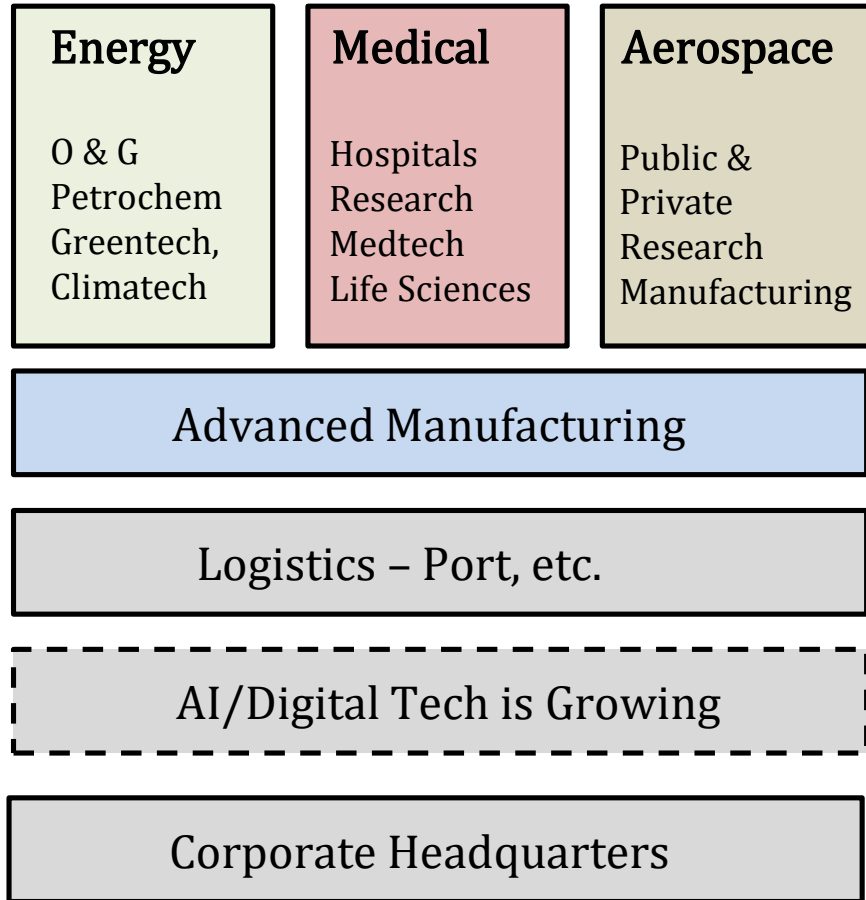 Energy
O & G
Petrochem
Greentech,
Climatech
Medical
Hospitals
Research
Medtech
Life Sciences
Aerospace
Public &
Private
Research
Manufacturing
Advanced Manufacturing
Logistics – Port, etc.
AI/Digital Tech is Growing
Corporate Headquarters